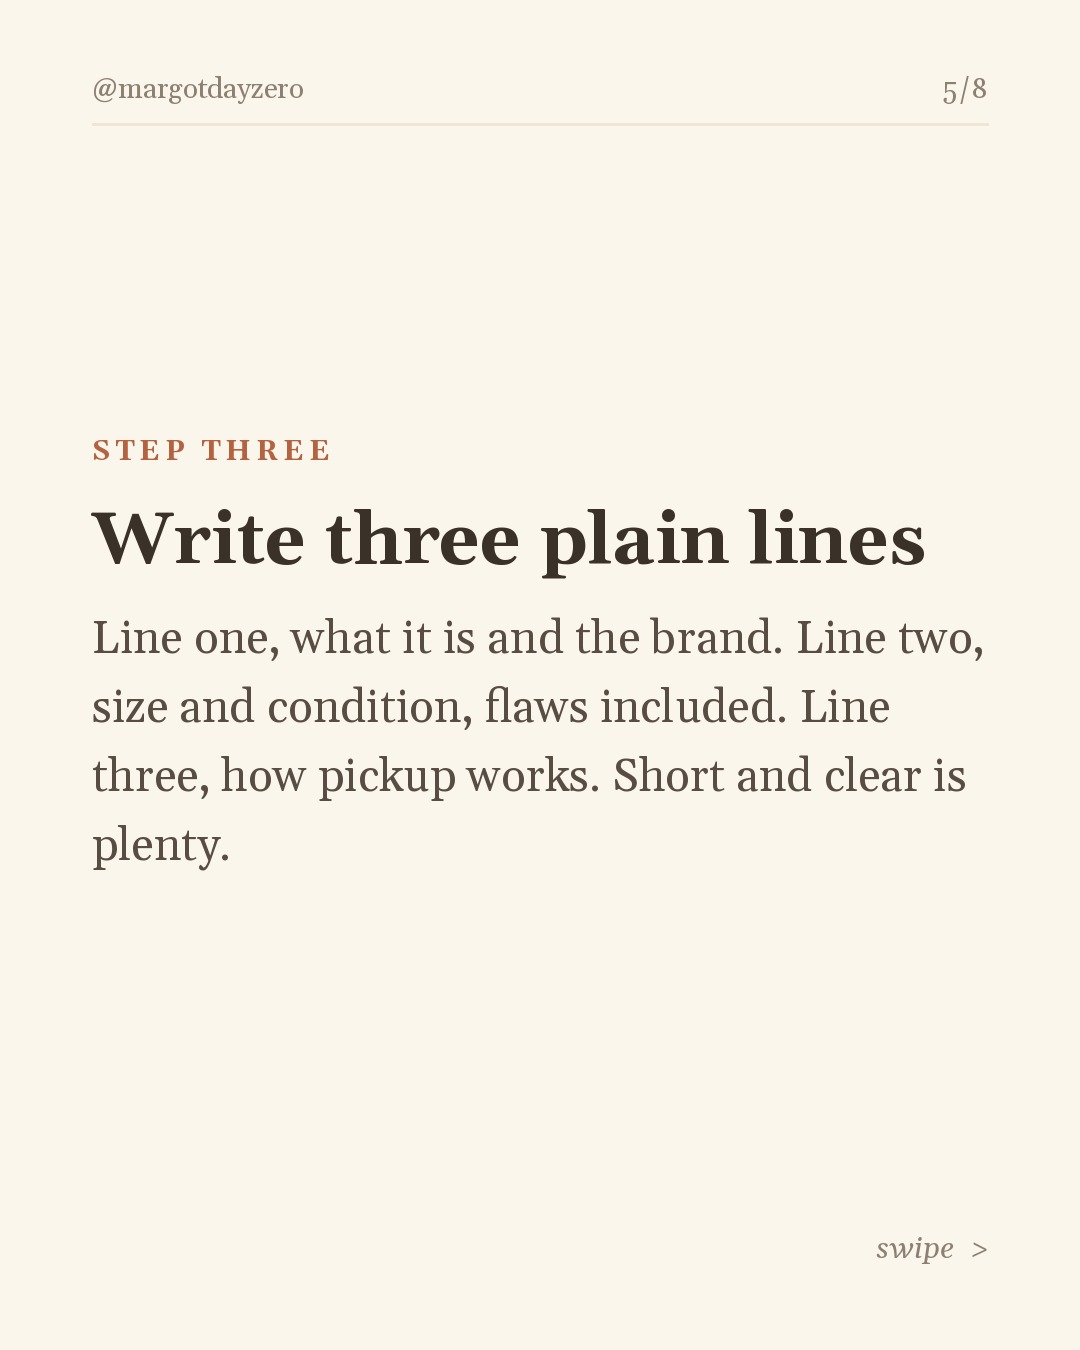 @margotdayzero
5/8
STEP THREE
Write three plain lines
Line one, what it is and the brand. Line two,
size and condition, flaws included. Line
three, how pickup works. Short and clear is
plenty.
swipe >